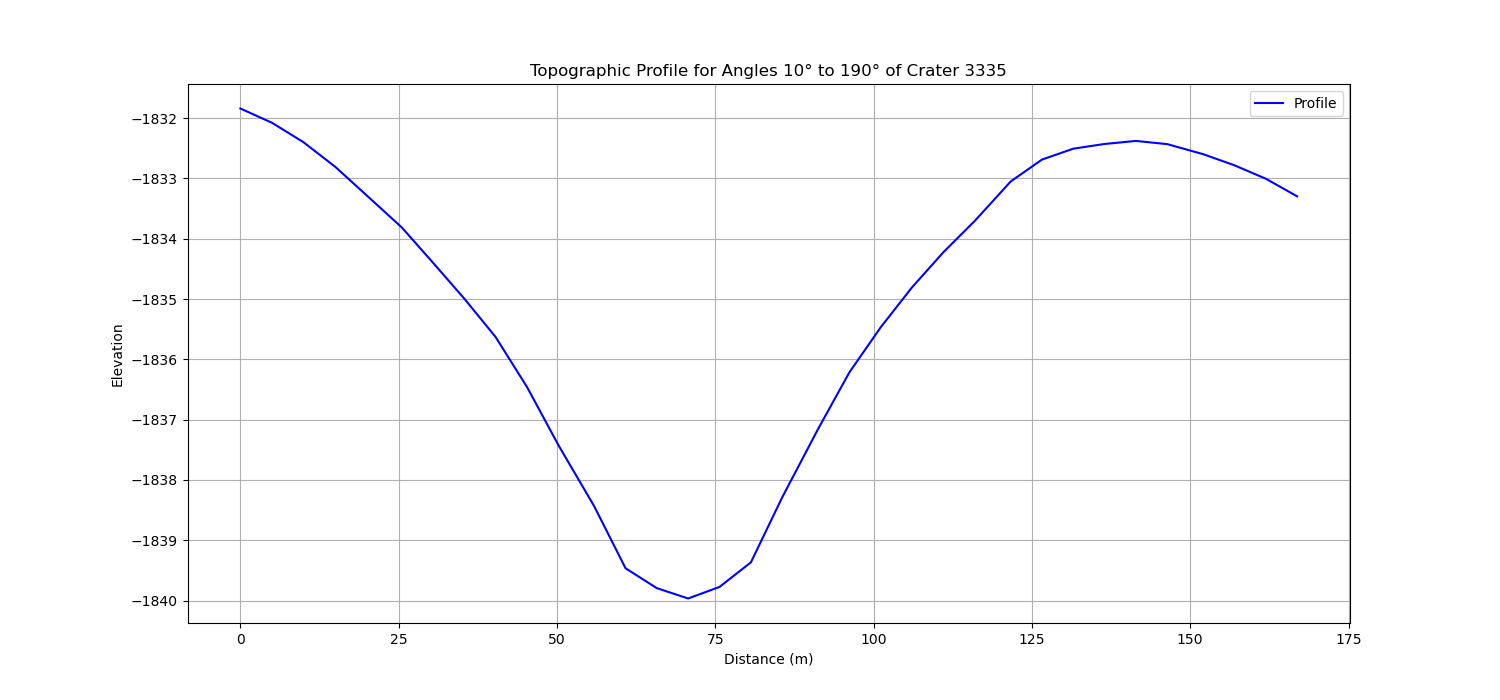 Topographic Profile for Angles 10° to 190° of Crater 3335
Profile
−1832
−1833
−1834
−1835
−1836
−1837
−1838
−1839
−1840
Elevation
0 25 50 75 100 125 150 175
Distance (m)